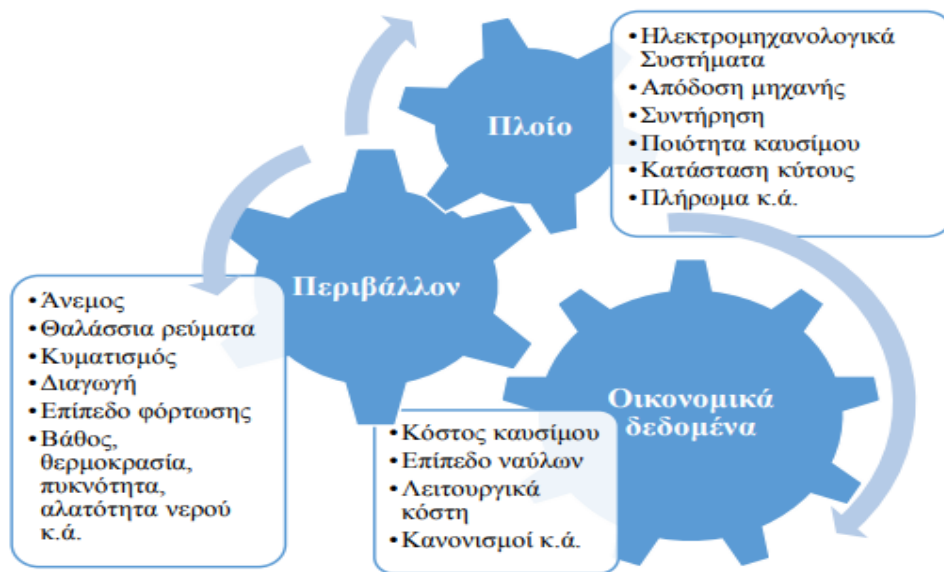 Πλοίο
•Ηλεκτρομηχανολογικά
Συστήματα
•Απόδοση μηχανής
•Συντήρηση
•Ποιότητα καυσίμου
•Κατάσταση κύτους
•Πλήρωμα κ.ά.
Περιβάλλον
•Άνεμος
•Θαλάσσια ρεύματα
•Κυματισμός
•Διαγωγή
•Επίπεδο φόρτωσης
•Βάθος,
θερμοκρασία,
πυκνότητα,
αλατότητα νερού
κ.ά.
Οικονομικά
δεδομένα
•Κόστος καυσίμου
•Επίπεδο ναύλων
•Λειτουργικά
κόστη
•Κανονισμοί κ.ά.